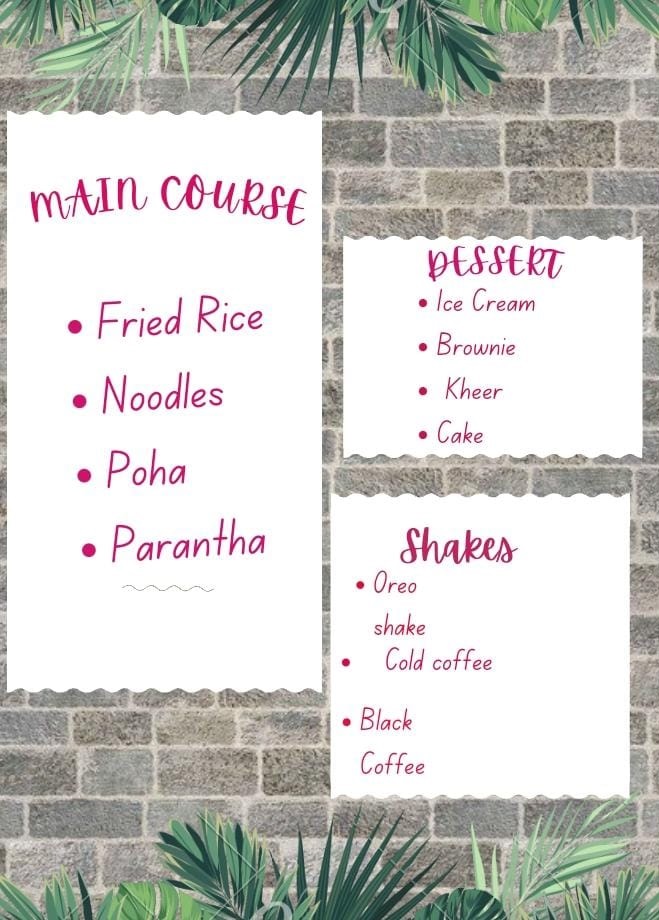 MAIN COURSE
• Fried Rice
• Noodles
• Poha
• Parantha
DESSERT
• Ice Cream
• Brownie
• Kheer
• Cake
Shakes
• Oreo
shake
• Cold coffee
• Black
Coffee